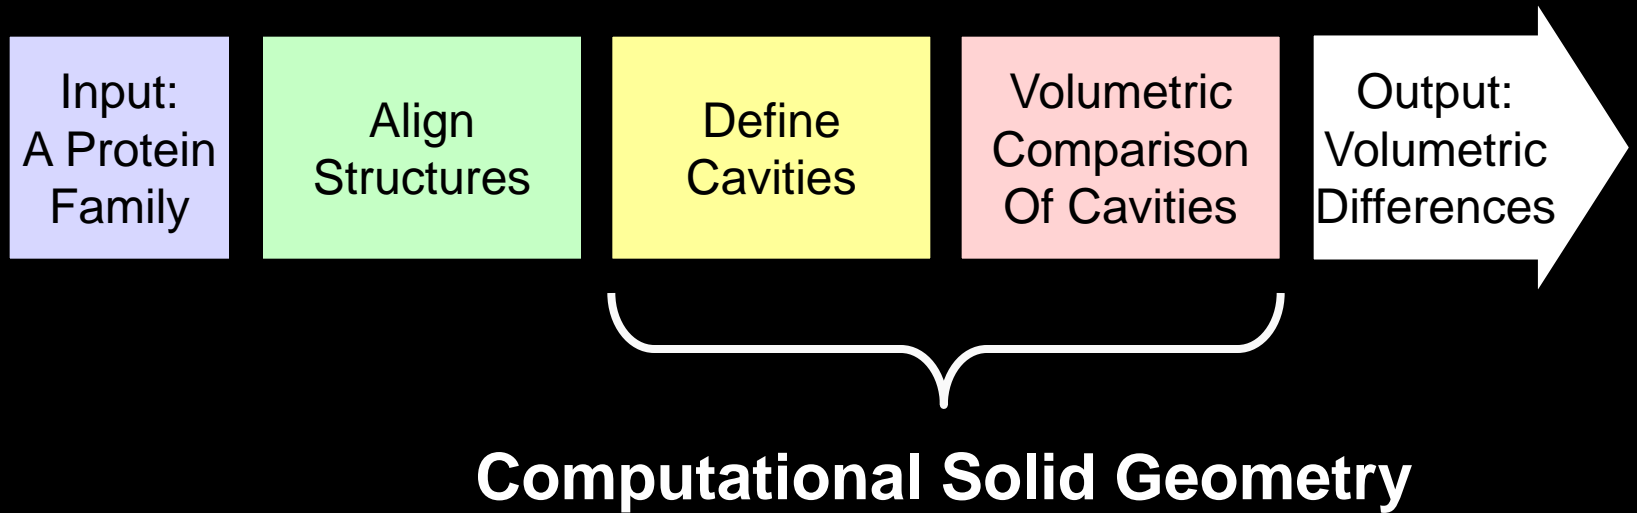 Input:
A Protein
Family
Align
Structures
Define
Cavities
Volumetric
Comparison
Of Cavities
Output:
Volumetric
Differences
Computational Solid Geometry